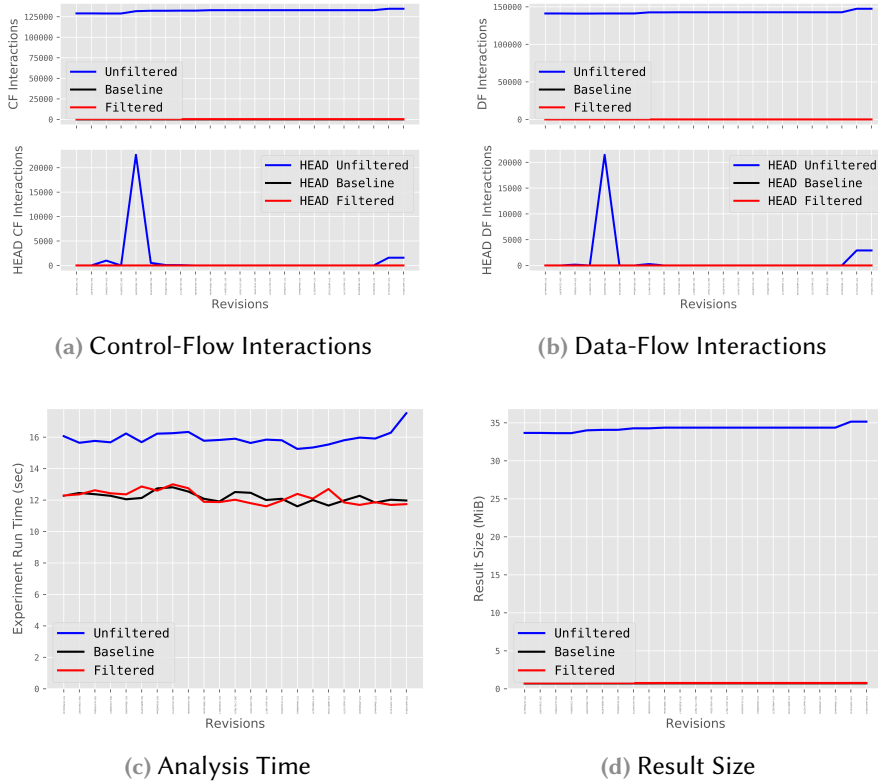 CF Interactions
125000
100000
75000
50000
25000
0
Unfiltered
Baseline
Filtered
DF Interactions
150000
125000
100000
75000
50000
25000
0
Unfiltered
Baseline
Filtered
HEAD CF Interactions
20000
15000
10000
5000
0
HEAD Unfiltered
HEAD Baseline
HEAD Filtered
Revisions
HEAD DF Interactions
20000
15000
10000
5000
0
HEAD Unfiltered
HEAD Baseline
HEAD Filtered
Revisions
(a) Control-Flow Interactions
(b) Data-Flow Interactions
Experiment Run Time (sec)
16
14
12
10
8
6
4
2
0
Unfiltered
Baseline
Filtered
Revisions
Result Size (MiB)
35
30
25
20
15
10
5
0
Unfiltered
Baseline
Filtered
Revisions
(c) Analysis Time
(d) Result Size